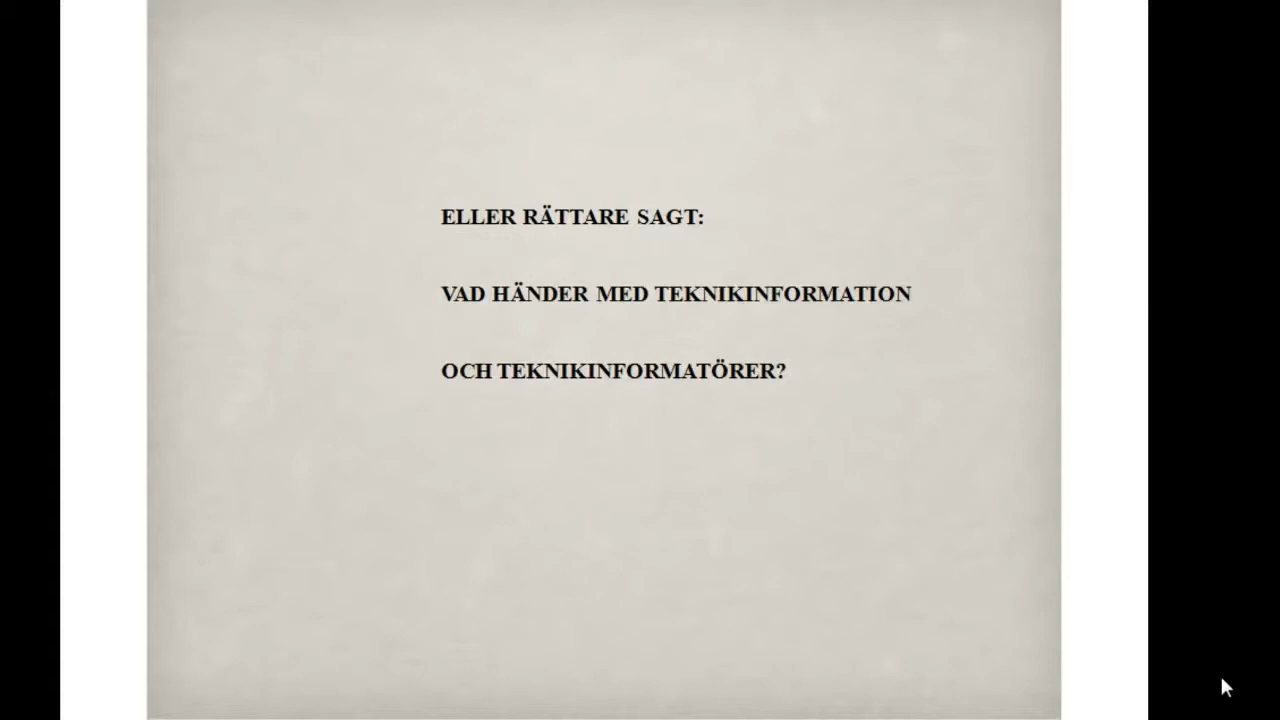 ELLER RÄTTARE SAGT:
VAD HÄNDER MED TEKNIKINFORMATION
OCH TEKNIKINFORMATÖRER?